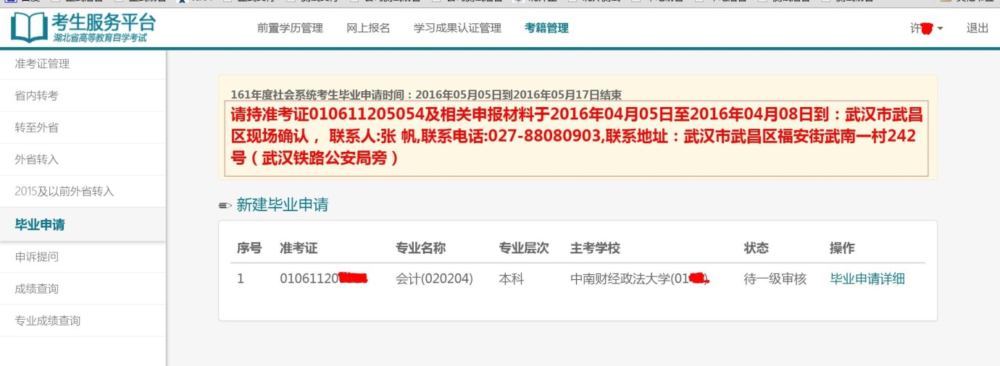 考生服务平台
湖北省高等教育自学考试
前置学历管理 网上报名 学习成果认证管理 考籍管理 许 退出
准考证管理
省内转考
转至外省
外省转入
2015及以前外省转入
毕业申请
申诉提问
成绩查询
专业成绩查询
161年度社会系统考生毕业申请时间：2016年05月05日到2016年05月17日结束
请持准考证010611205054及相关申报材料于2016年04月05日至2016年04月08日到：武汉市武昌
区现场确认， 联系人:张 帆,联系电话:027-88080903,联系地址：武汉市武昌区福安街武南一村242
号（武汉铁路公安局旁）
新建毕业申请
序号 准考证 专业名称 专业层次 主考学校 状态 操作
1 01061120 会计(020204) 本科 中南财经政法大学(01 ) 待一级审核 毕业申请详细